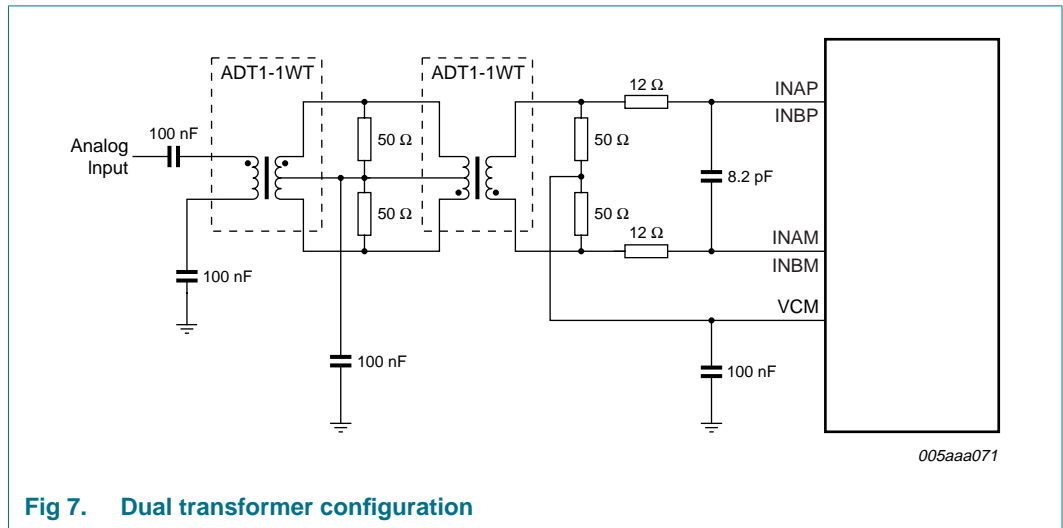 ADT1-1WT
ADT1-1WT
Analog
Input
100 nF
100 nF
50 Ω
50 Ω
100 nF
50 Ω
50 Ω
12 Ω
12 Ω
8.2 pF
INAP
INBP
INAM
INBM
VCM
100 nF
005aaa071
Fig 7. Dual transformer configuration